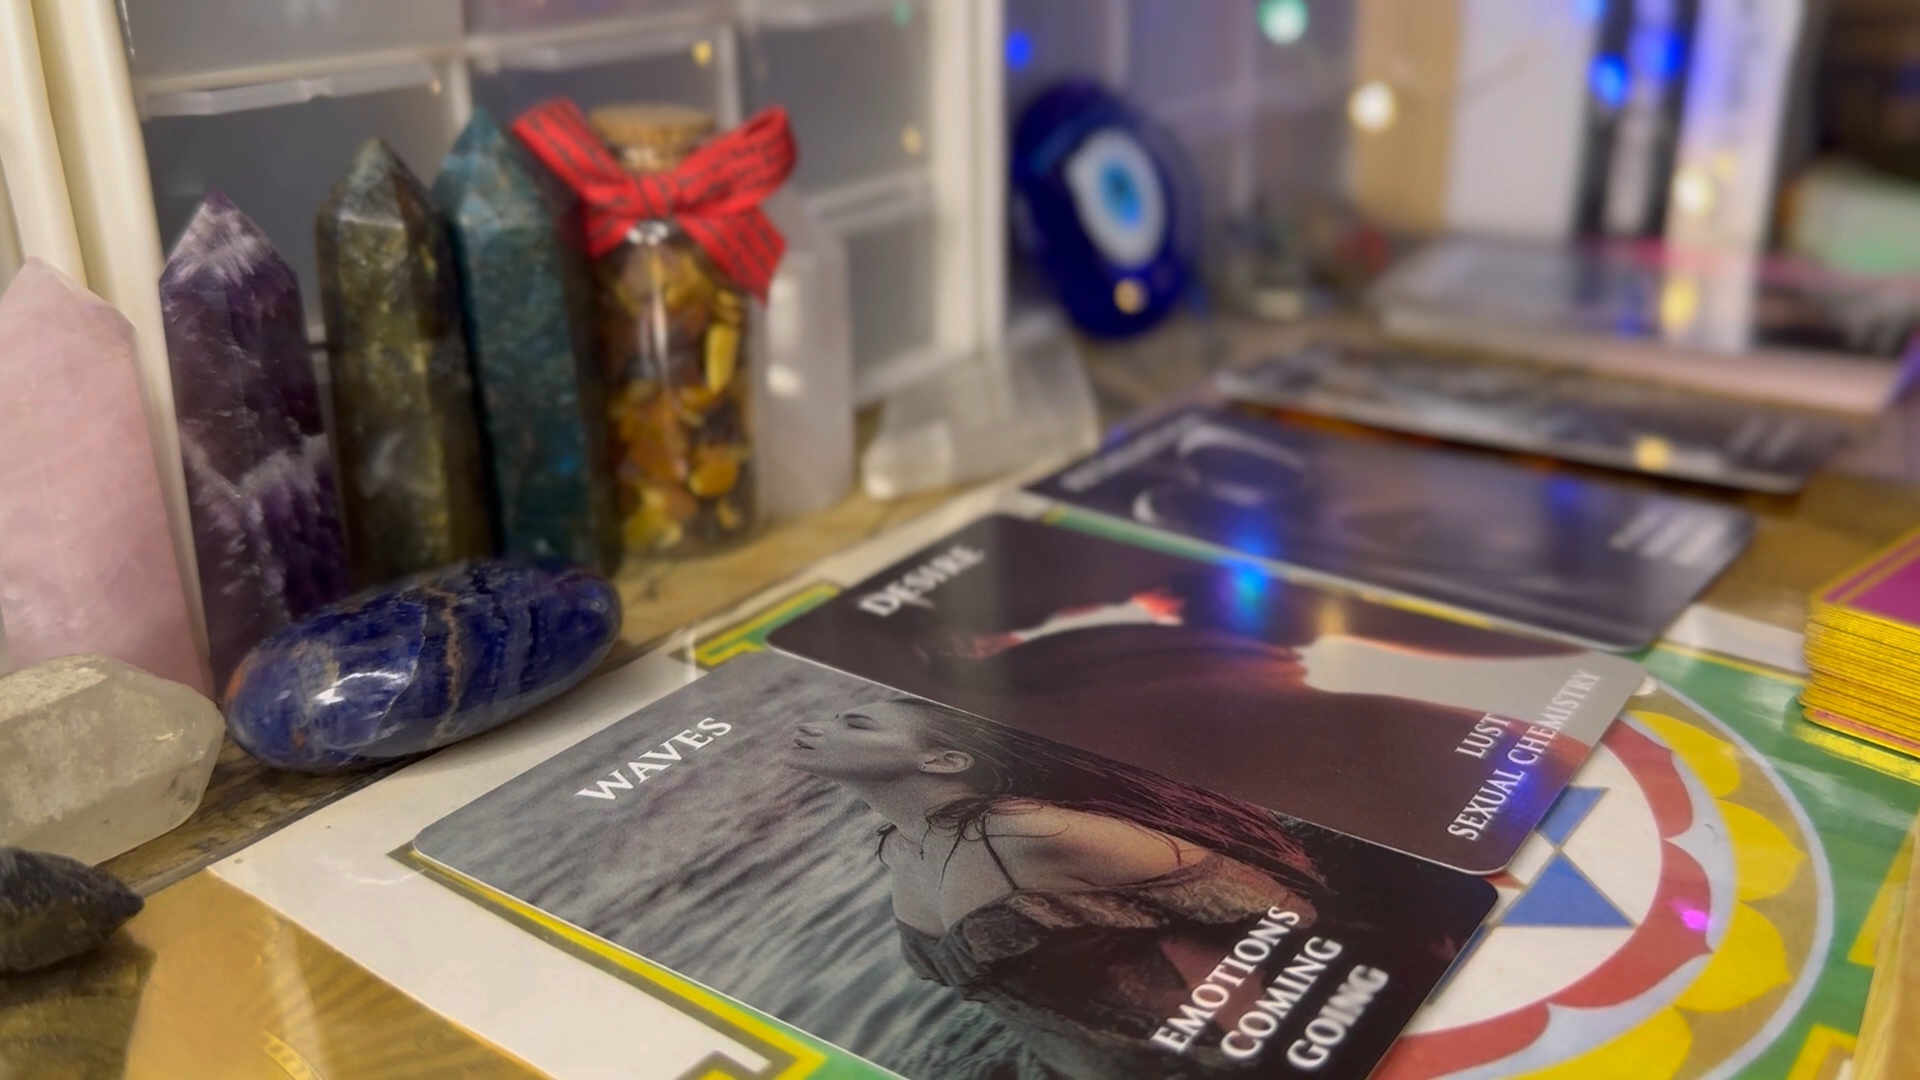 DESIRE
LUST
SEXUAL CHEMISTRY
WAVES
EMOTIONS
COMING
GOING